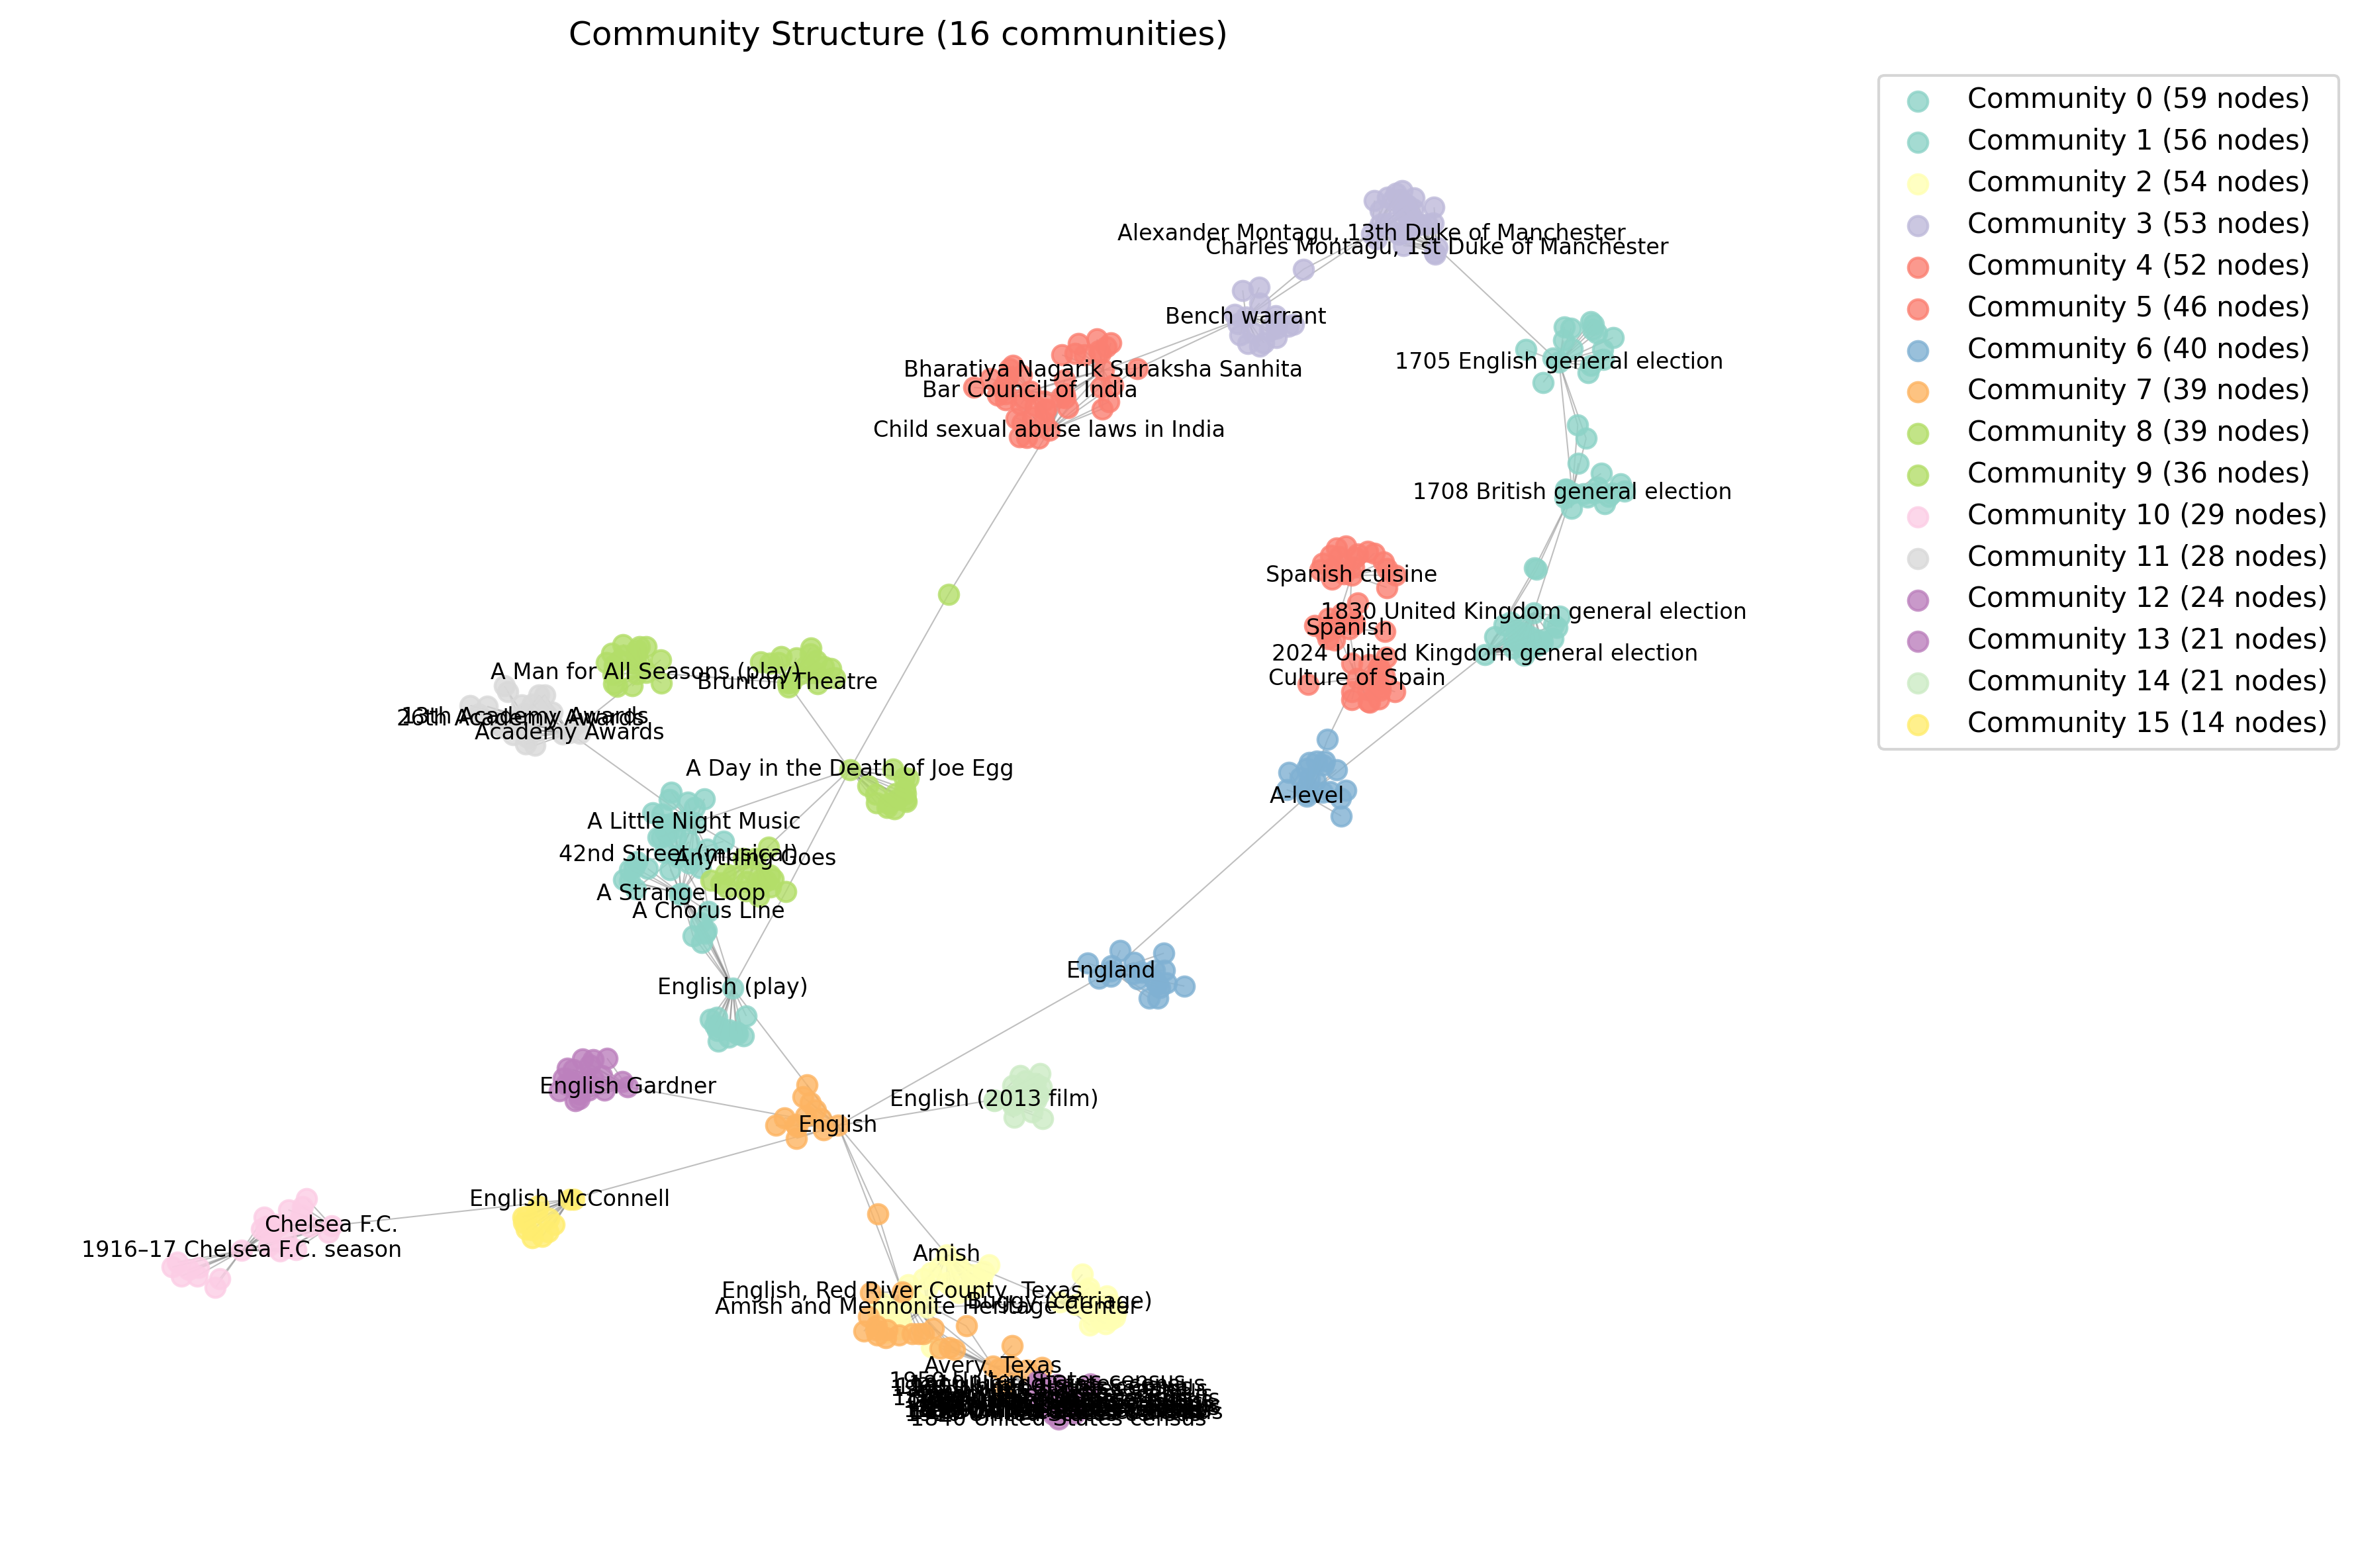 Community Structure (16 communities)
Community 0 (59 nodes)
Community 1 (56 nodes)
Community 2 (54 nodes)
Community 3 (53 nodes)
Community 4 (52 nodes)
Community 5 (46 nodes)
Community 6 (40 nodes)
Community 7 (39 nodes)
Community 8 (39 nodes)
Community 9 (36 nodes)
Community 10 (29 nodes)
Community 11 (28 nodes)
Community 12 (24 nodes)
Community 13 (21 nodes)
Community 14 (21 nodes)
Community 15 (14 nodes)
Alexander Montagu, 13th Duke of Manchester
Charles Montagu, 1st Duke of Manchester
Bench warrant
1705 English general election
Bharatiya Nagarik Suraksha Sanhita
Bar Council of India
Child sexual abuse laws in India
1708 British general election
Spanish cuisine
1830 United Kingdom general election
Spanish
2024 United Kingdom general election
Culture of Spain
A Man for All Seasons (play)
Brunton Theatre
13th Academy Awards
26th Academy Awards
Academy Awards
A Day in the Death of Joe Egg
A-level
A Little Night Music
42nd Street (musical)
Anything Goes
A Strange Loop
A Chorus Line
England
English (play)
English Gardner
English (2013 film)
English
English McConnell
Chelsea F.C.
1916–17 Chelsea F.C. season
Amish
English, Red River County, Texas
Buggy (carriage)
Amish and Mennonite Heritage Center
Avery, Texas
1950 United States census
1840 United States census